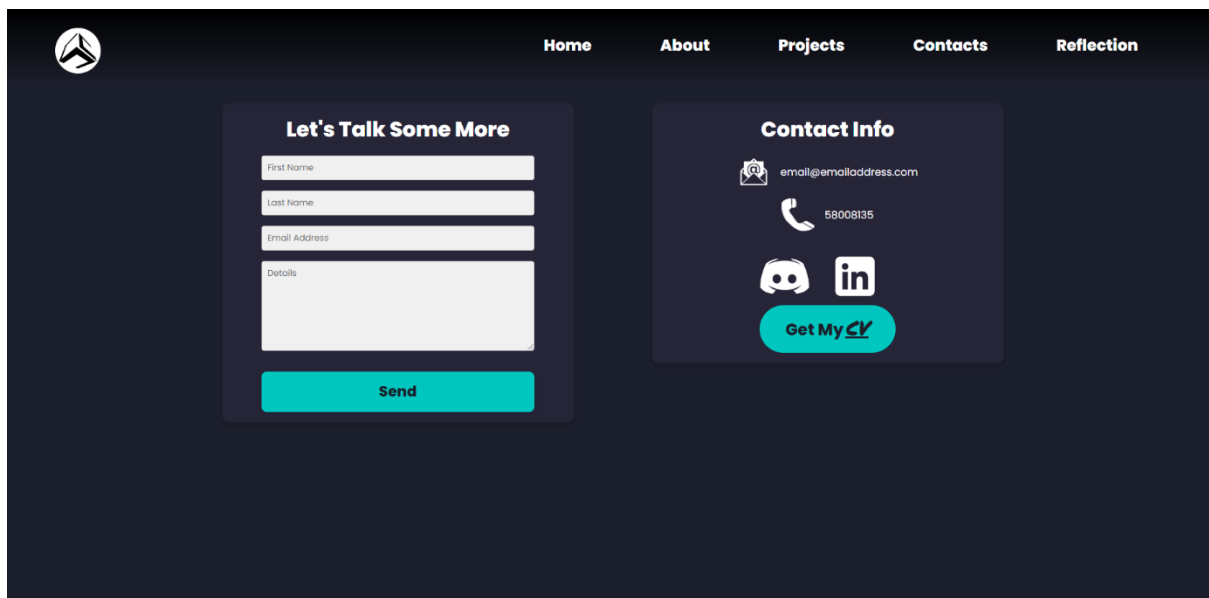 Home About Projects Contacts Reflection
Let's Talk Some More
First Name
Last Name
Email Address
Details
Send
Contact Info
email@emailaddress.com
58008135
in
Get My CV